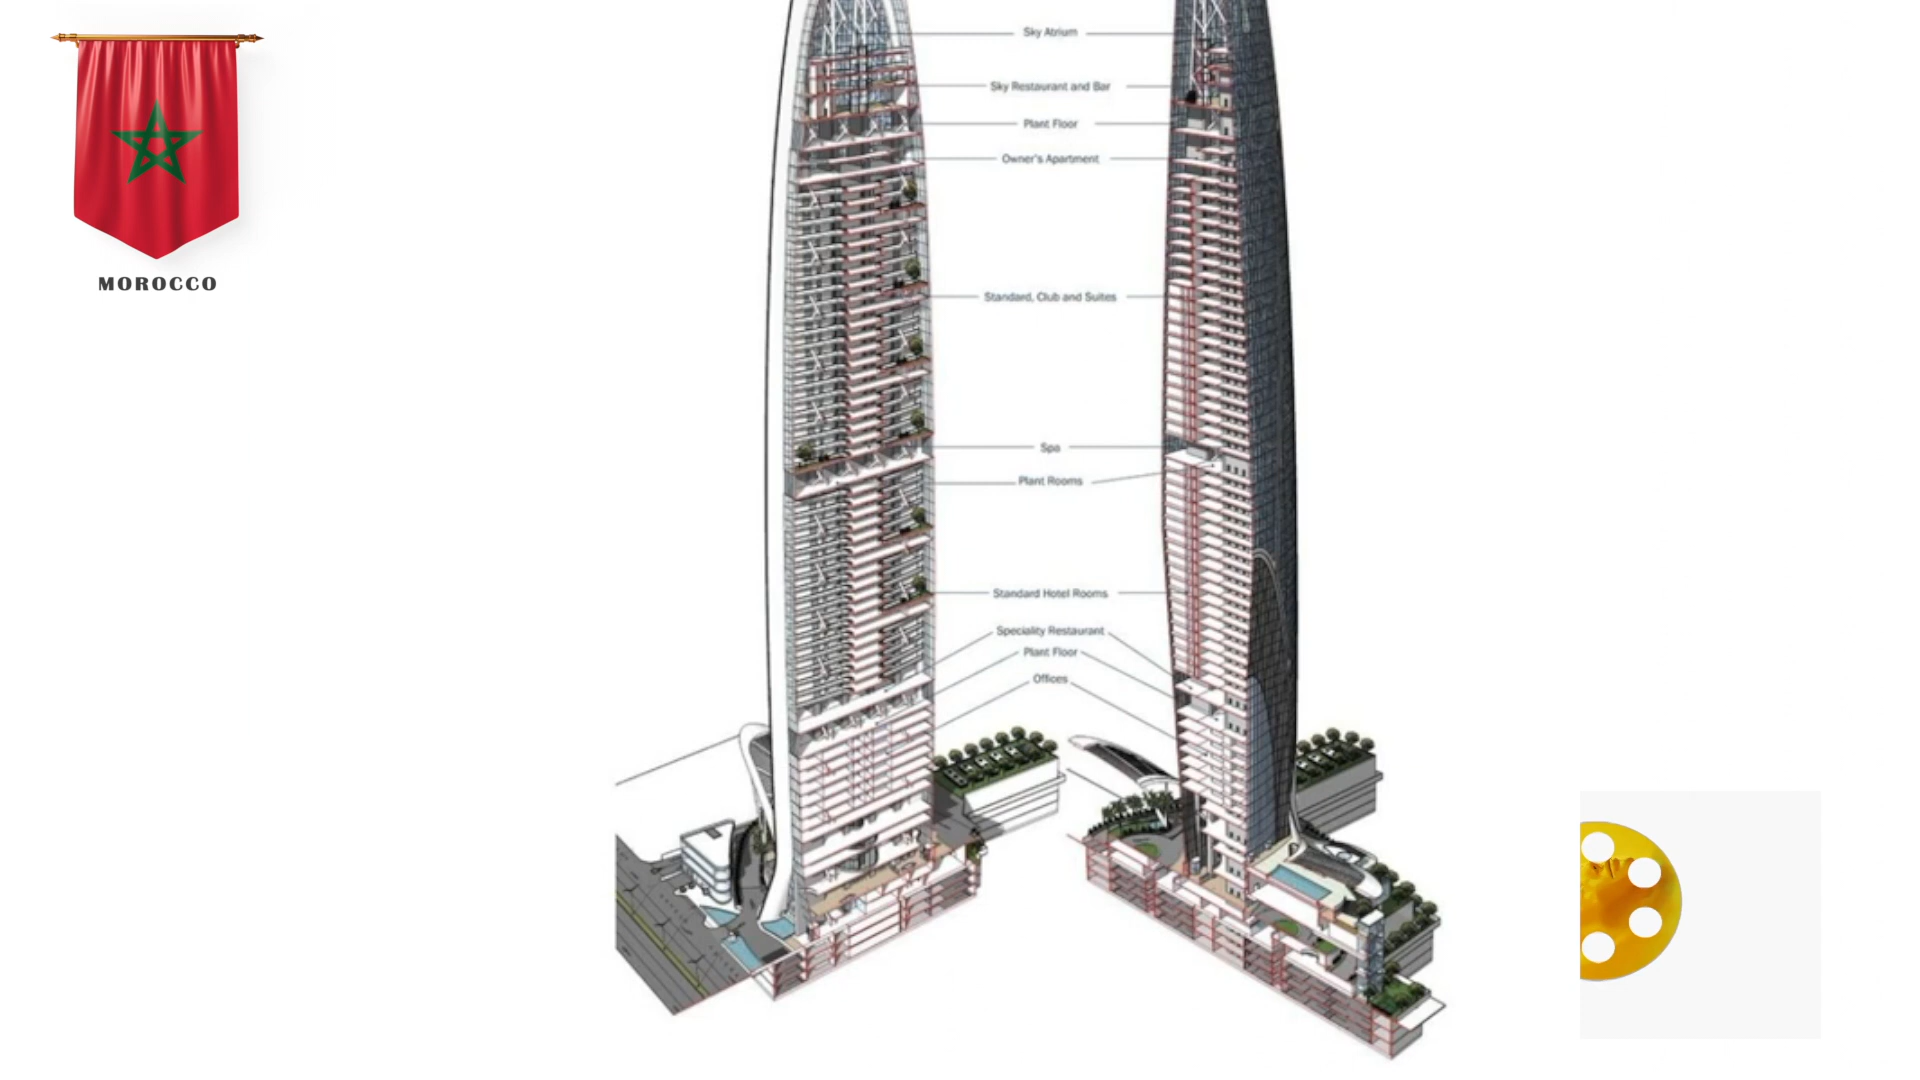 MOROCCO
Sky Atrium
Sky Restaurant and Bar
Plant Floor
Owner's Apartment
Standard, Club and Suites
Spa
Plant Rooms
Standard Hotel Rooms
Speciality Restaurant
Plant Floor
Offices